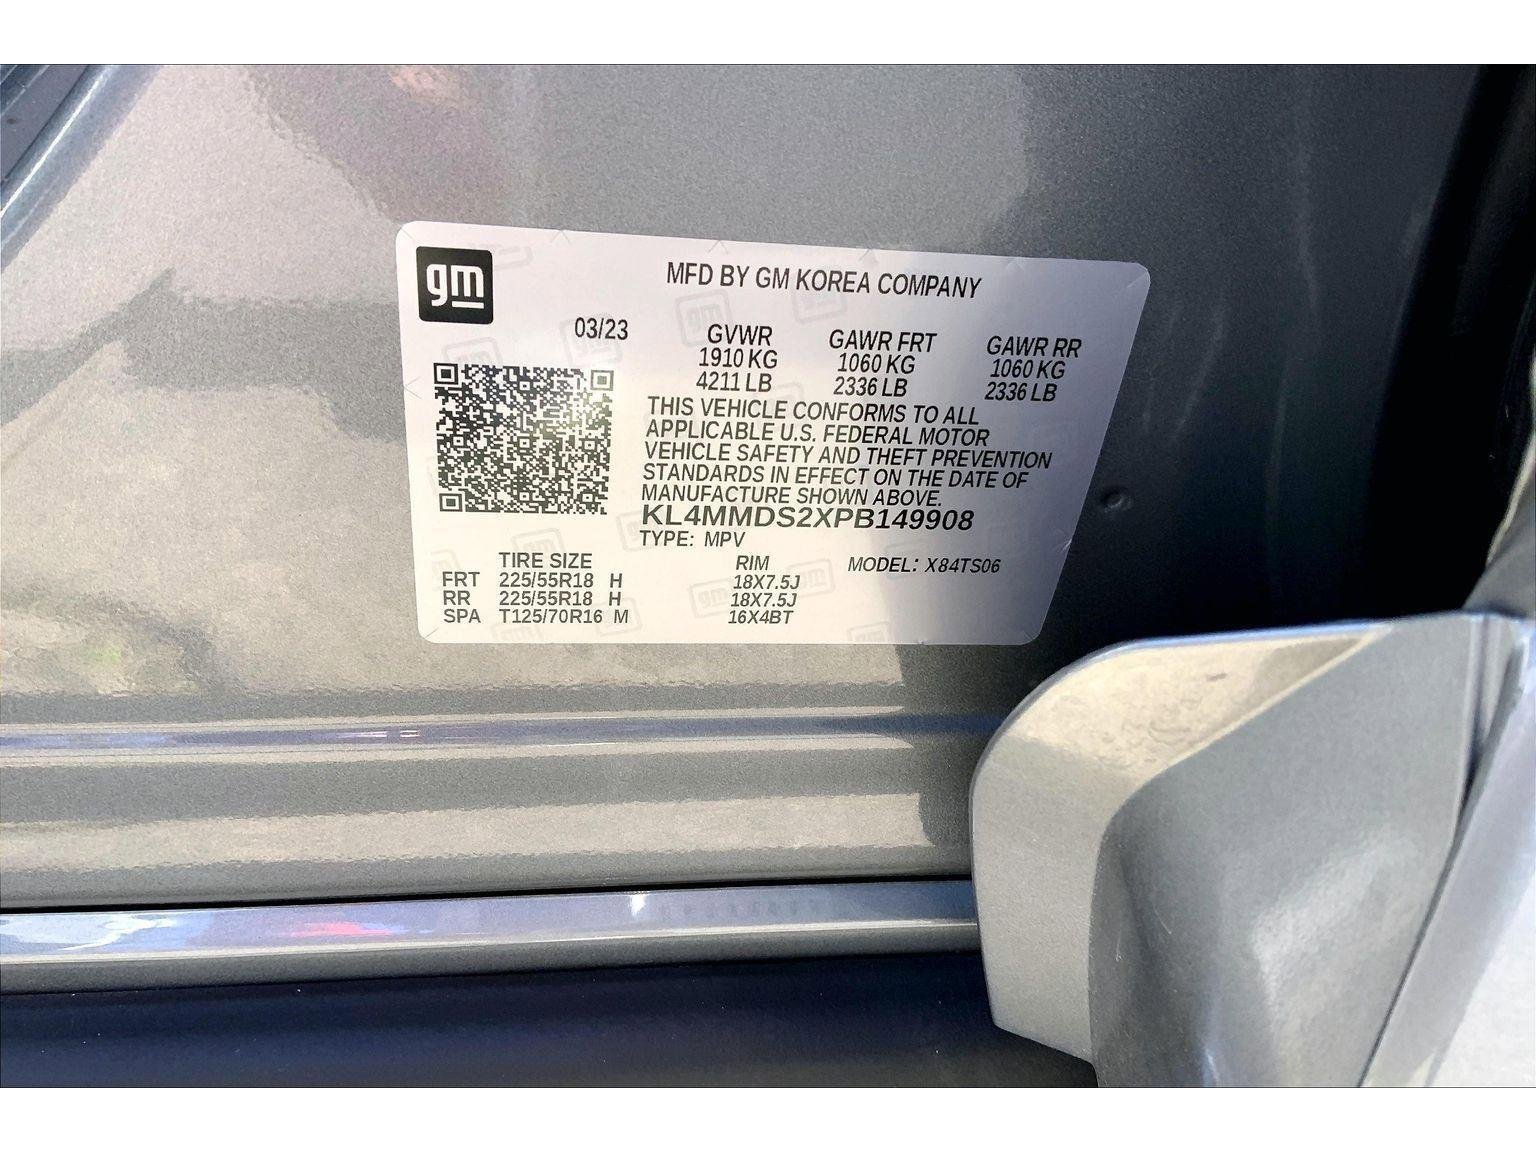 gm
MFD BY GM KOREA COMPANY
03/23 GVWR GAWR FRT GAWR RR
1910 KG 1060 KG 1060 KG
4211 LB 2336 LB 2336 LB
THIS VEHICLE CONFORMS TO ALL
APPLICABLE U.S. FEDERAL MOTOR
VEHICLE SAFETY AND THEFT PREVENTION
STANDARDS IN EFFECT ON THE DATE OF
MANUFACTURE SHOWN ABOVE.
KL4MMDS2XPB149908
TYPE: MPV
TIRE SIZE RIM MODEL: X84TS06
FRT 225/55R18 H 18X7.5J
RR 225/55R18 H 18X7.5J
SPA T125/70R16 M 16X4BT